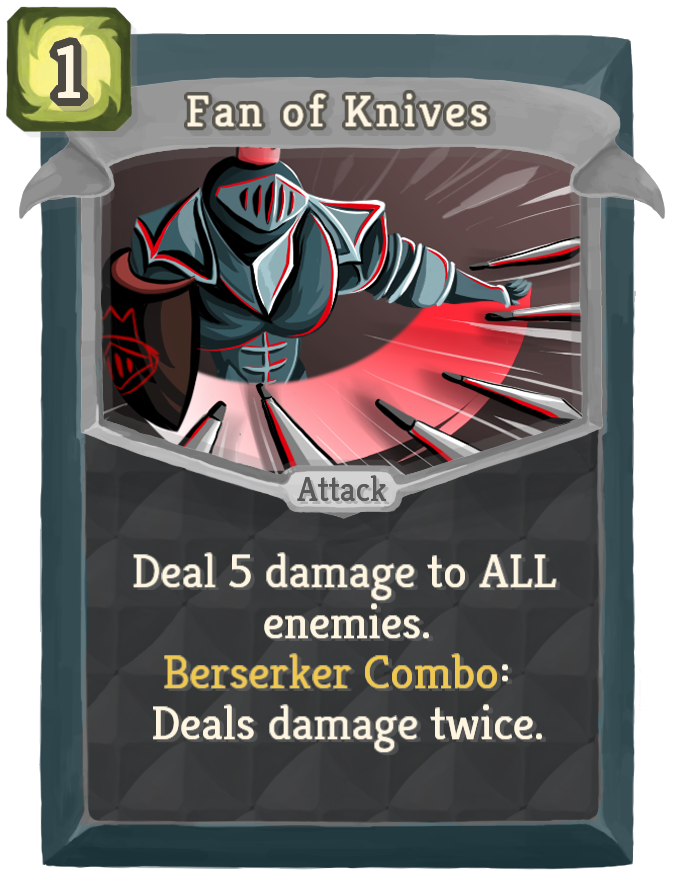 1
Fan of Knives
Attack
Deal 5 damage to ALL
enemies.
Berserker Combo:
Deals damage twice.